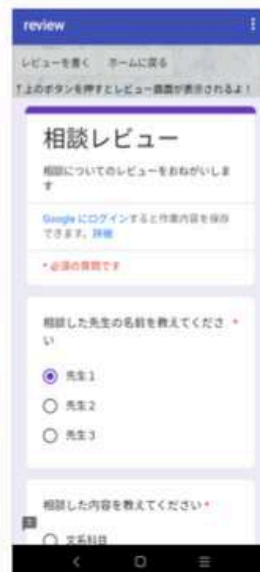 review
レビューを書く ホームに戻る
↑上のボタンを押すとレビュー画面が表示されるよ！
相談レビュー
相談についてのレビューをおねがいしま
す
Google にログインすると作業内容を保存
できます。詳細
* 必須の質問です
相談した先生の名前を教えてくださ *
い
先生1
先生2
先生3
相談した内容を教えてください *
文系科目